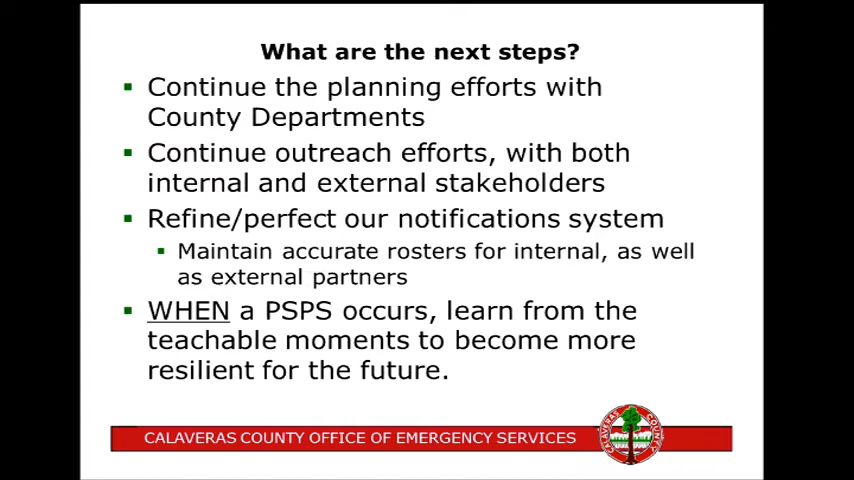 What are the next steps?
▪ Continue the planning efforts with
County Departments
▪ Continue outreach efforts, with both
internal and external stakeholders
▪ Refine/perfect our notifications system
▪ Maintain accurate rosters for internal, as well
as external partners
▪ WHEN a PSPS occurs, learn from the
teachable moments to become more
resilient for the future.
CALAVERAS COUNTY OFFICE OF EMERGENCY SERVICES
CALAVERAS COUNTY